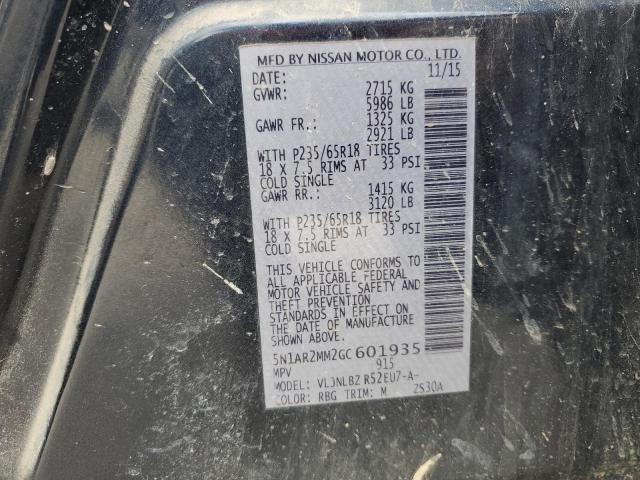 MFD BY NISSAN MOTOR CO., LTD.
DATE: 11/15
GVWR: 2715 KG
5986 LB
GAWR FR.: 1325 KG
2921 LB
WITH P235/65R18 TIRES
18 X 7.5 RIMS AT 33 PSI
COLD SINGLE
GAWR RR.: 1415 KG
3120 LB
WITH P235/65R18 TIRES
18 X 7.5 RIMS AT 33 PSI
COLD SINGLE
THIS VEHICLE CONFORMS TO
ALL APPLICABLE FEDERAL
MOTOR VEHICLE SAFETY AND
THEFT PREVENTION
STANDARDS IN EFFECT ON
THE DATE OF MANUFACTURE
SHOWN ABOVE.
5N1AR2MM2GC601935
MPV 915
MODEL: VLJNLBZ R52EU7-A-
COLOR: RBG TRIM: M ZS30A